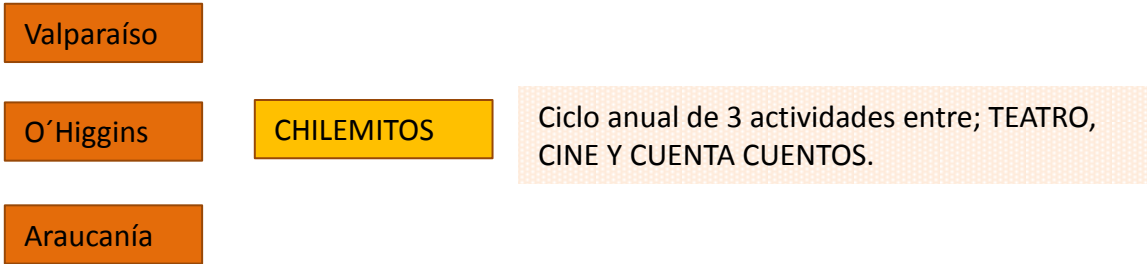 Valparaíso
O´Higgins
CHILEMITOS
Ciclo anual de 3 actividades entre; TEATRO,
CINE Y CUENTA CUENTOS.
Araucanía